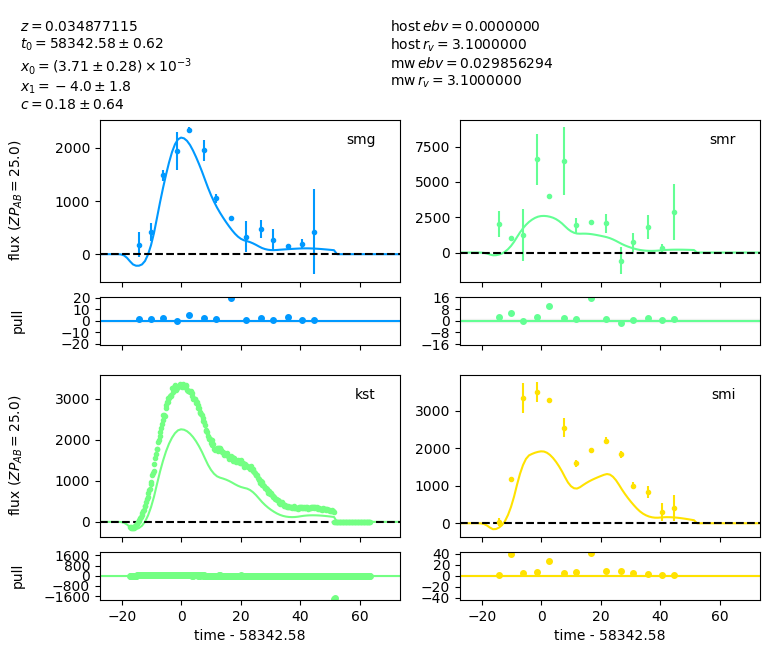 z = 0.034877115
t₀ = 58342.58 ± 0.62
x₀ = (3.71 ± 0.28) × 10⁻³
x₁ = −4.0 ± 1.8
c = 0.18 ± 0.64
host ebv = 0.0000000
host r_v = 3.1000000
mw ebv = 0.029856294
mw r_v = 3.1000000
flux (ZP_AB = 25.0)
2000
1000
0
smg
7500
5000
2500
0
smr
pull
20
10
0
−10
−20
16
8
0
−8
−16
flux (ZP_AB = 25.0)
3000
2000
1000
0
kst
3000
2000
1000
0
smi
pull
1600
800
0
−800
−1600
40
20
0
−20
−40
−20 0 20 40 60
−20 0 20 40 60
time - 58342.58
time - 58342.58